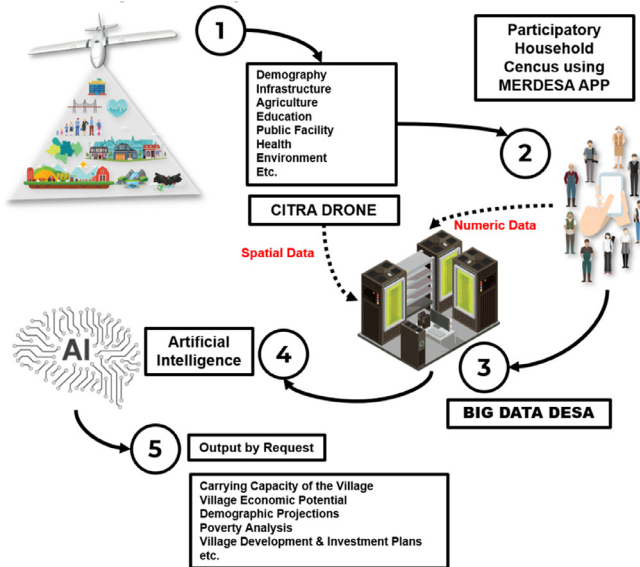 1
Demography
Infrastructure
Agriculture
Education
Public Facility
Health
Environment
Etc.
CITRA DRONE
Participatory
Household
Cencus using
MERDESA APP
2
Spatial Data
Numeric Data
3
BIG DATA DESA
4
Artificial
Intelligence
AI
5
Output by Request
Carrying Capacity of the Village
Village Economic Potential
Demographic Projections
Poverty Analysis
Village Development & Investment Plans
etc.